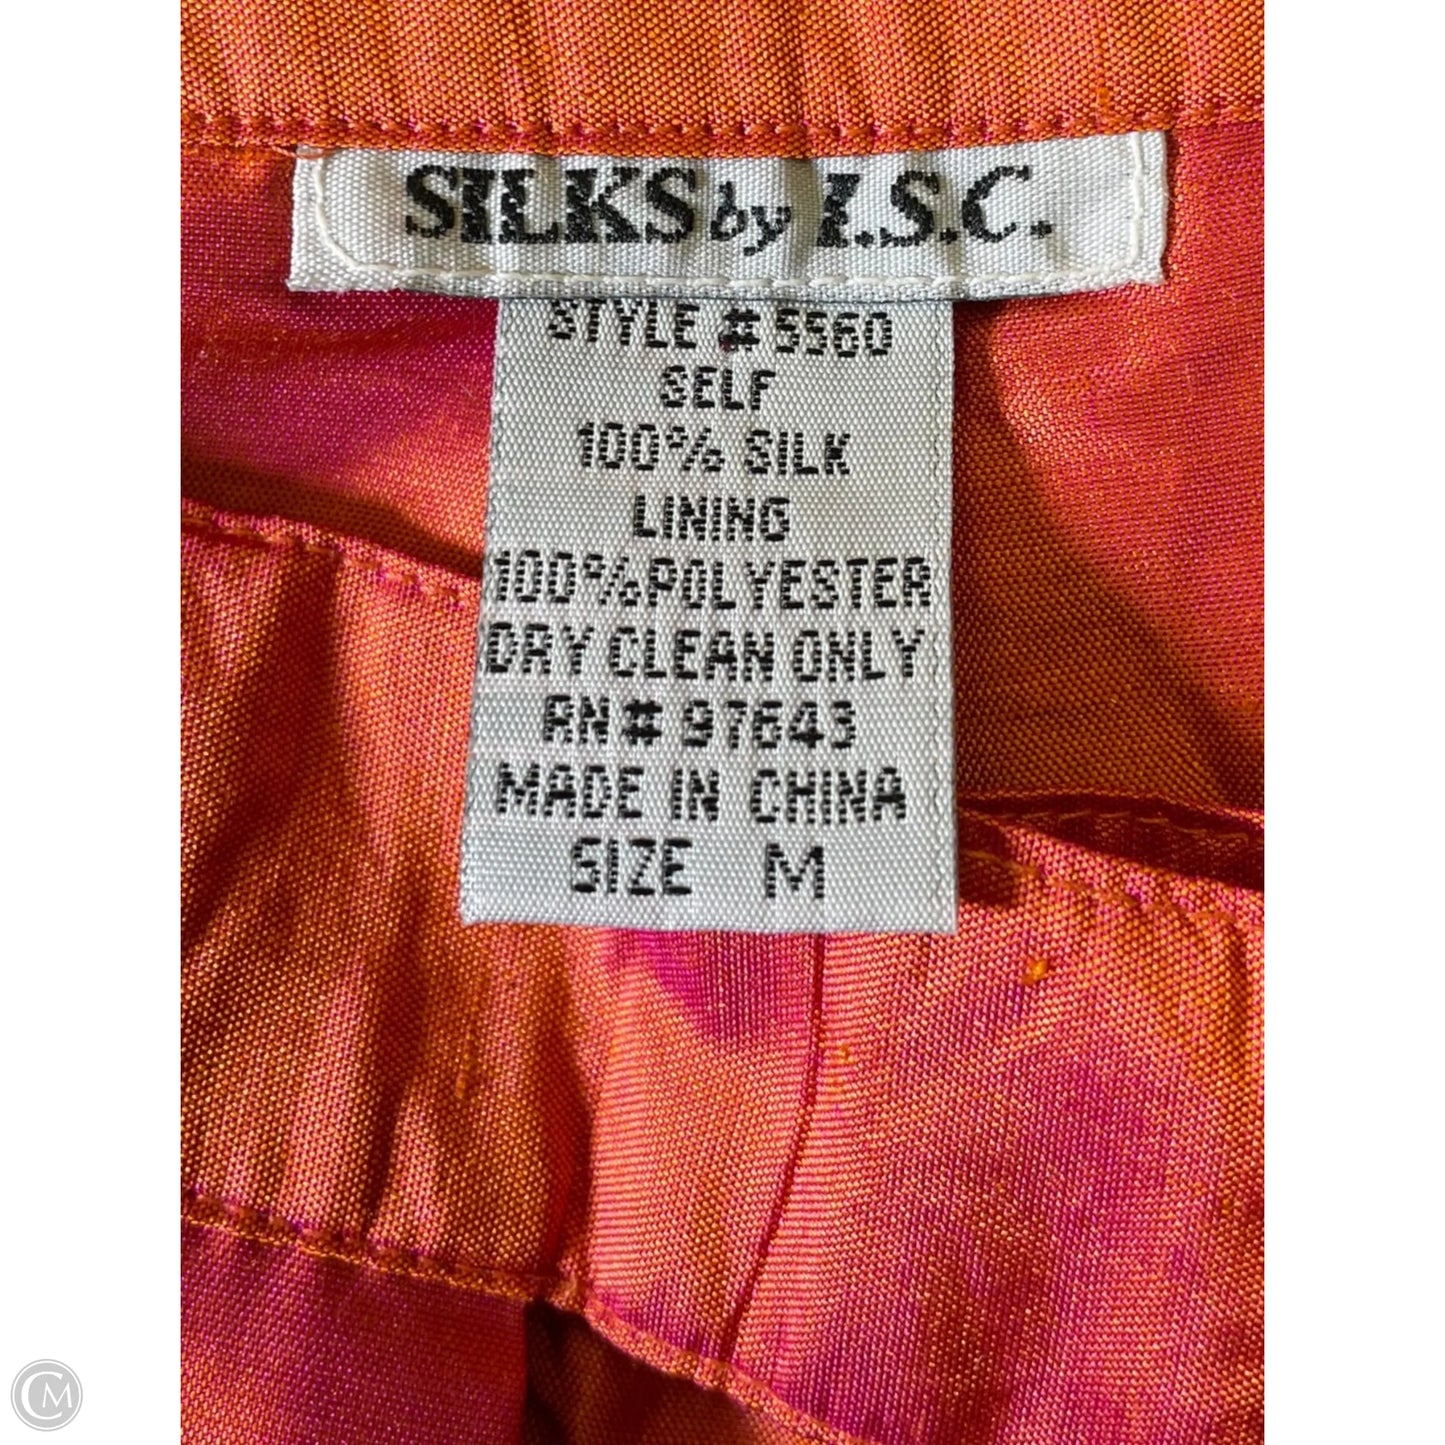 SILKS by I.S.C.
STYLE # 5560
SELF
100% SILK
LINING
100% POLYESTER
DRY CLEAN ONLY
RN# 97643
MADE IN CHINA
SIZE M
CM